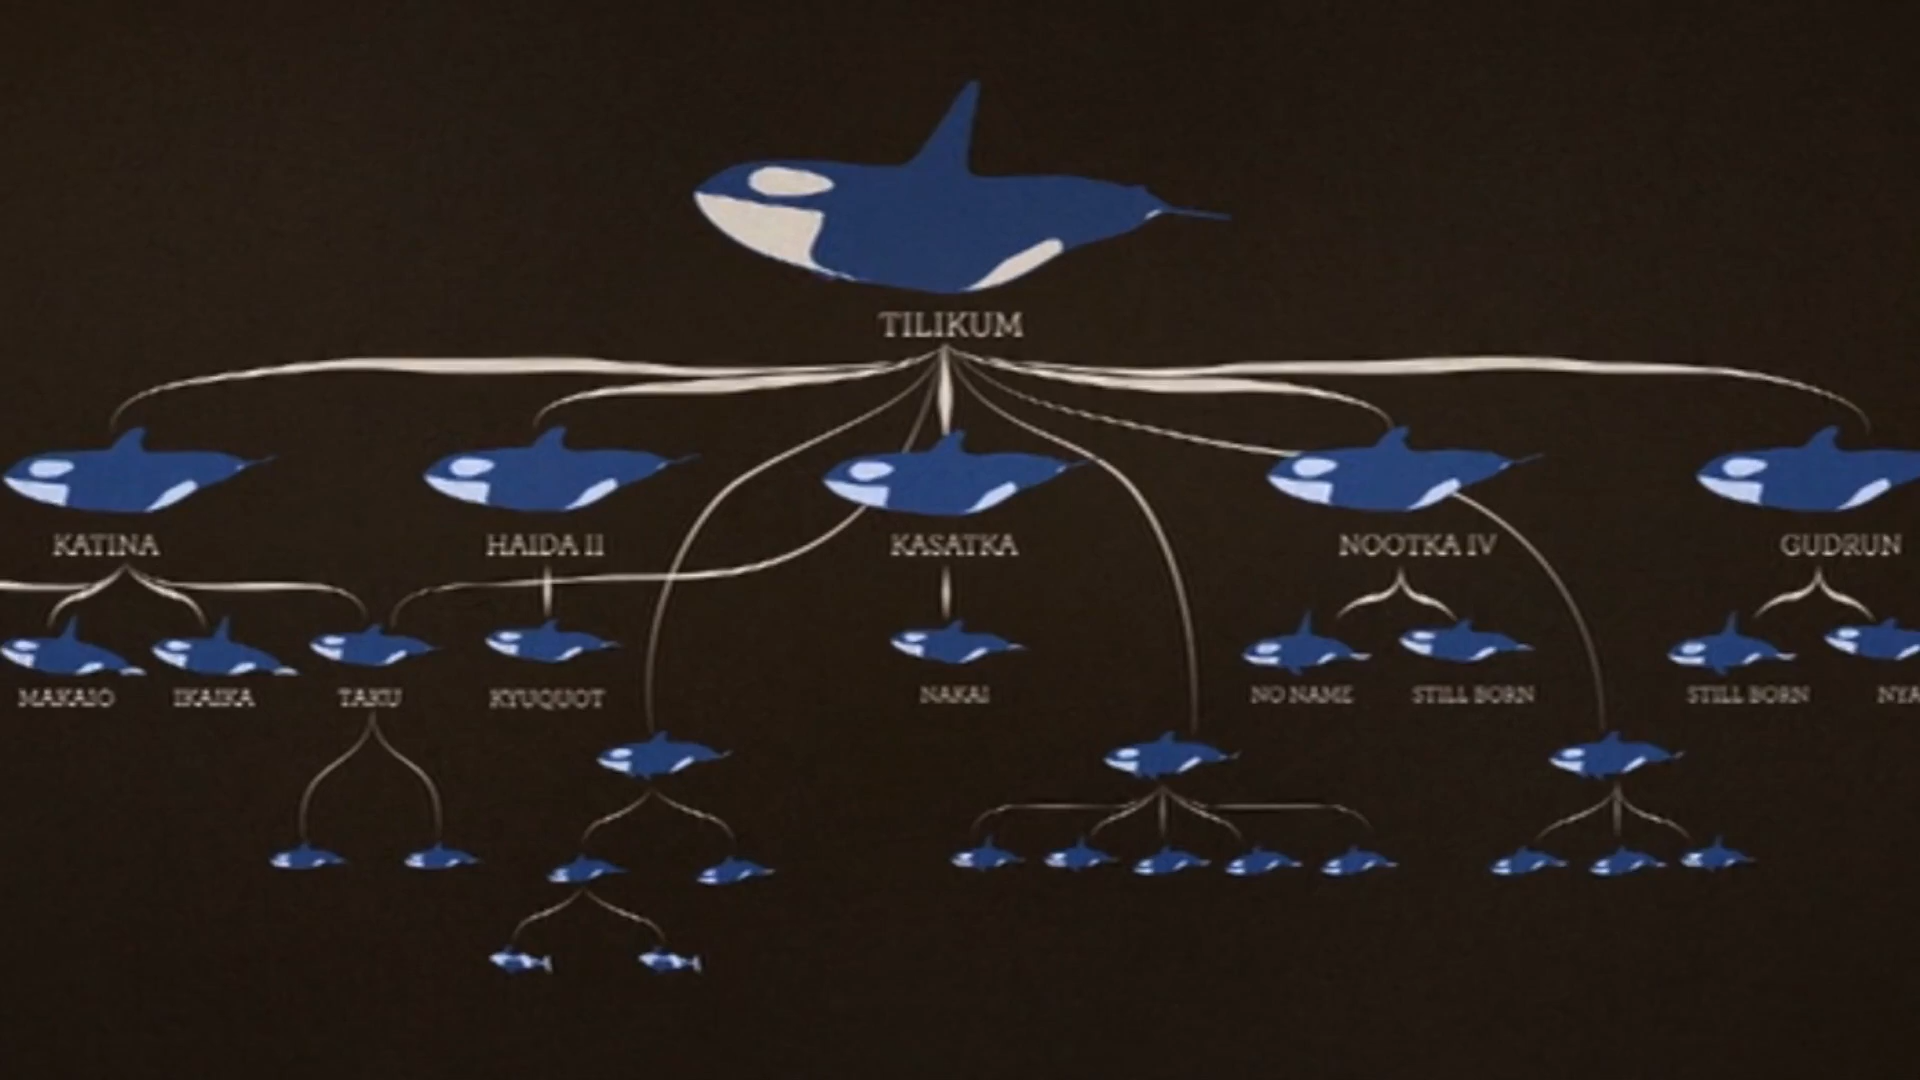 TILIKUM
KATINA
HAIDA II
KASATKA
NOOTKA IV
GUDRUN
MAKAIO
IKAIKA
TAKU
KYUQUOT
NAKAI
NO NAME
STILL BORN
STILL BORN
NYA